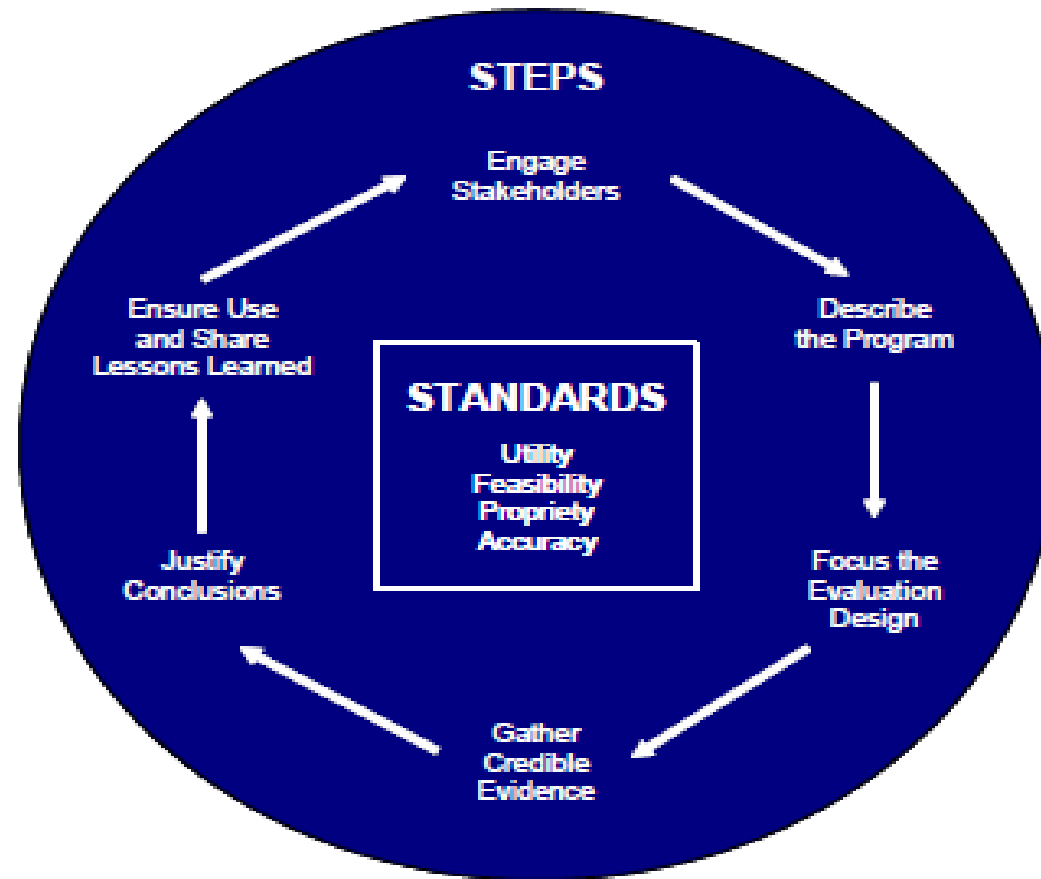 STEPS
Engage
Stakeholders
Describe
the Program
Focus the
Evaluation
Design
Gather
Credible
Evidence
Justify
Conclusions
Ensure Use
and Share
Lessons Learned
STANDARDS
Utility
Feasibility
Propriety
Accuracy